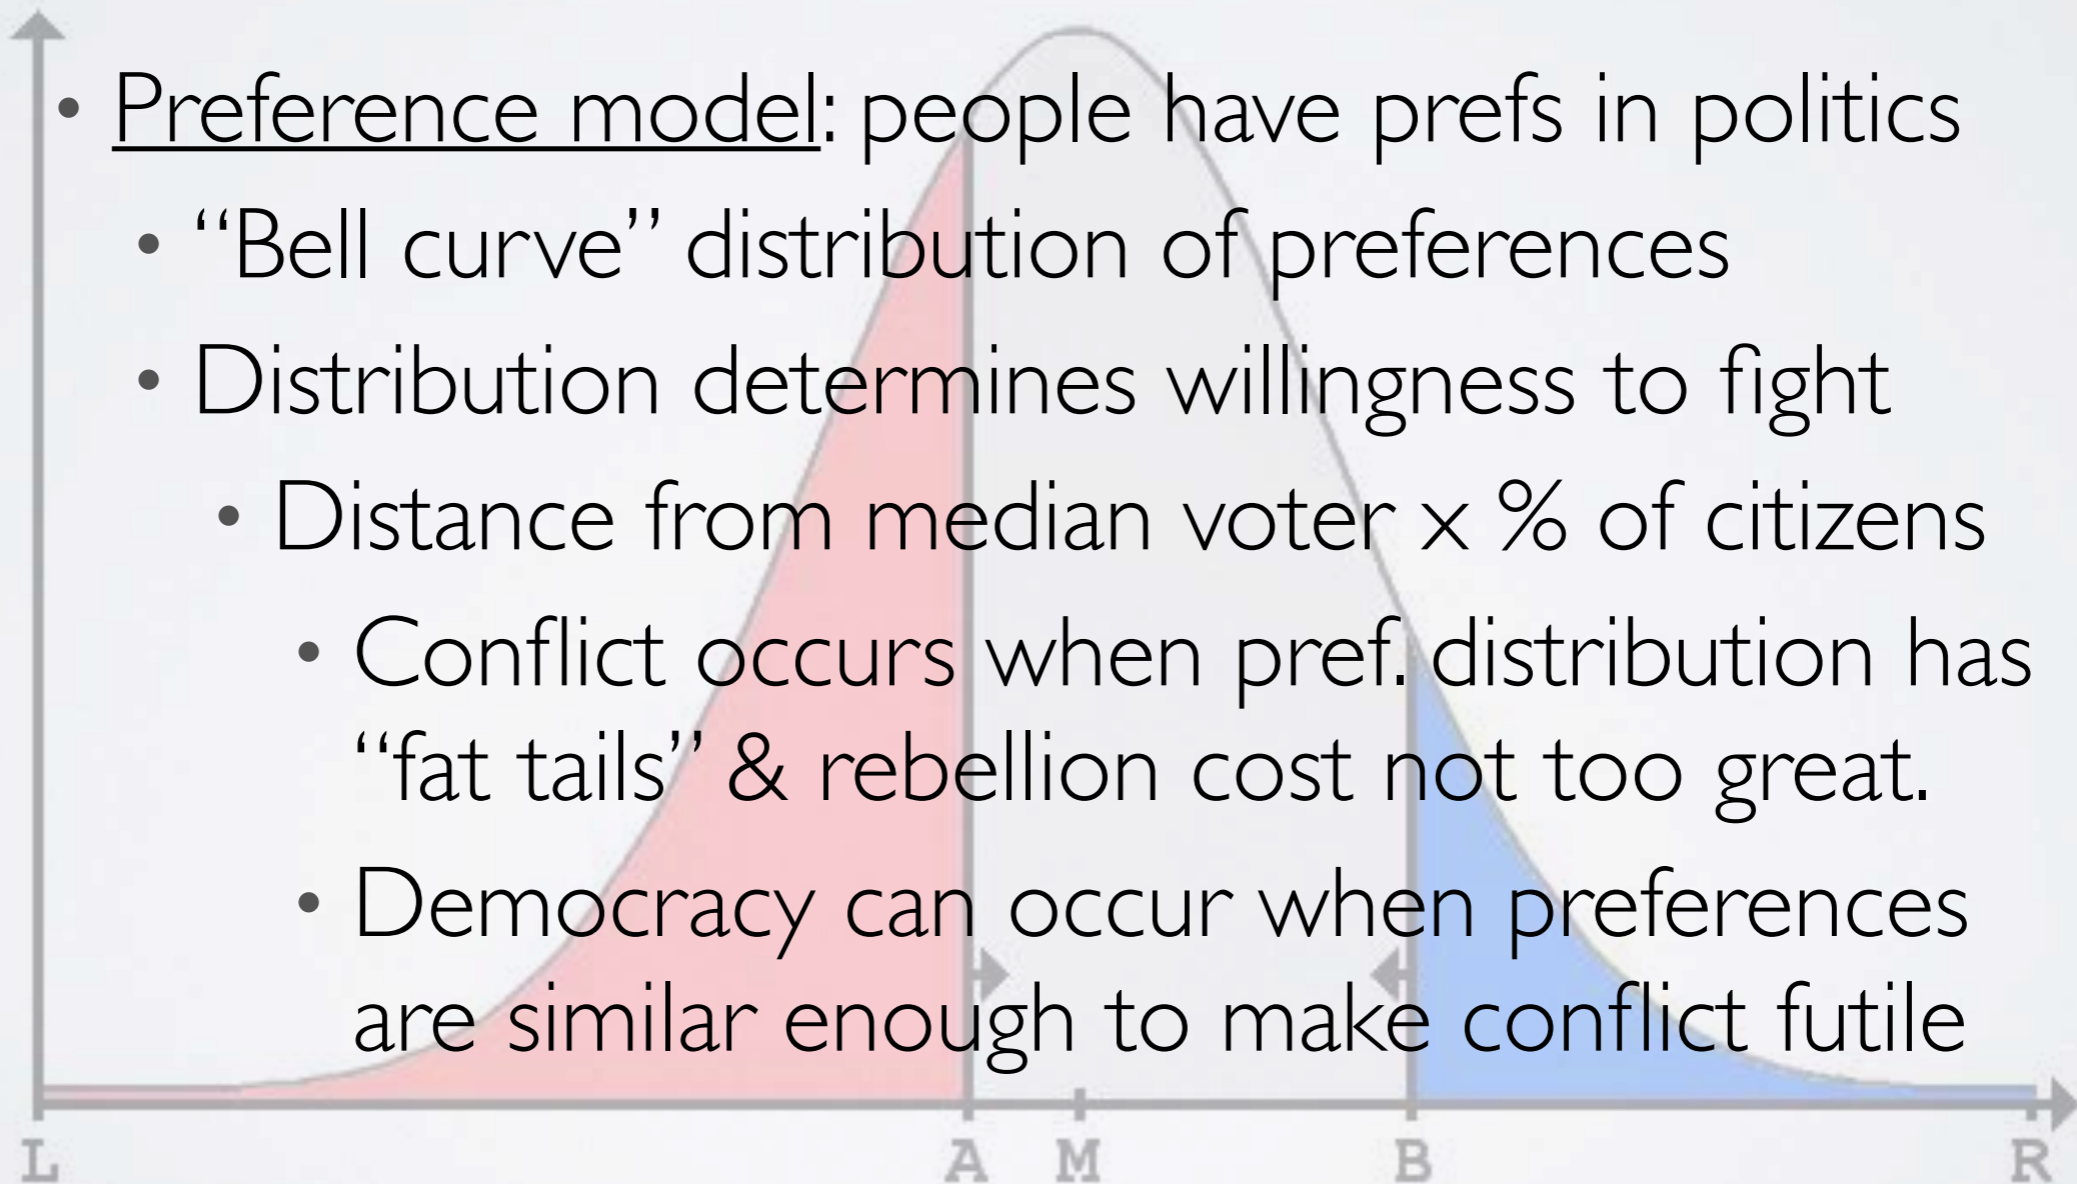 • Preference model: people have prefs in politics
• “Bell curve” distribution of preferences
• Distribution determines willingness to fight
• Distance from median voter x % of citizens
• Conflict occurs when pref. distribution has
“fat tails” & rebellion cost not too great.
• Democracy can occur when preferences
are similar enough to make conflict futile
L A M B R